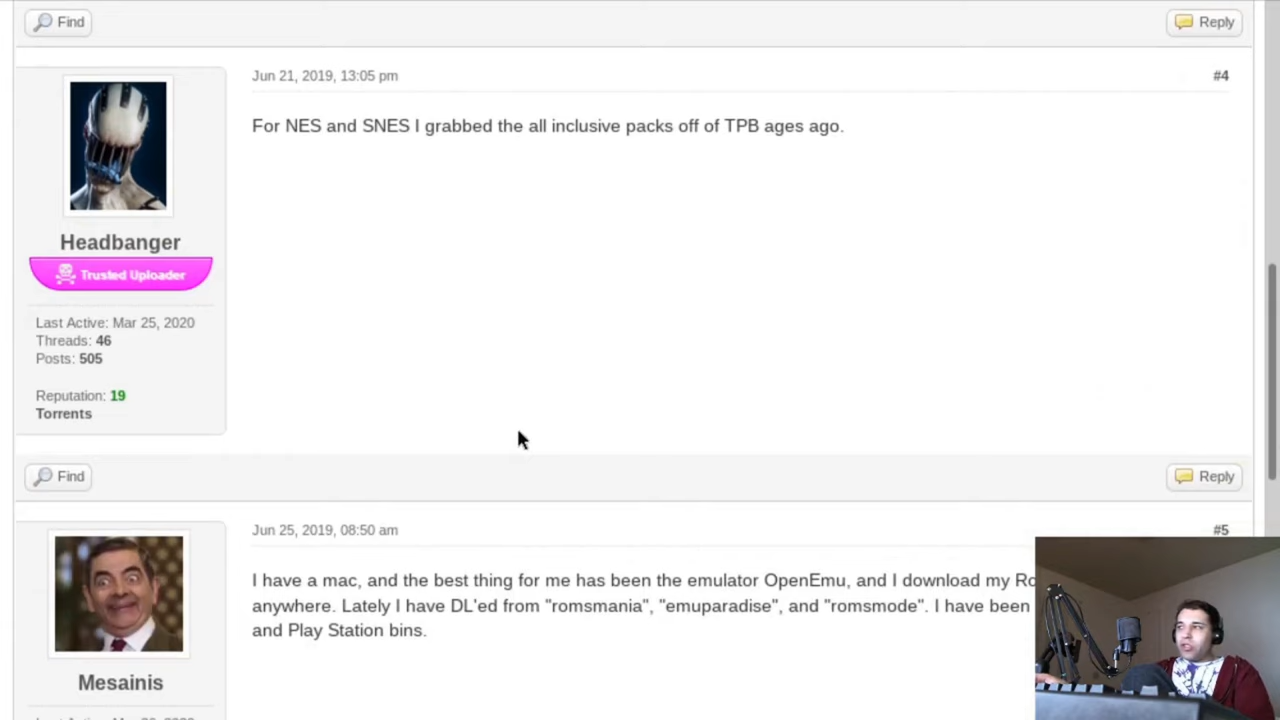 Find
Reply
Jun 21, 2019, 13:05 pm
#4
For NES and SNES I grabbed the all inclusive packs off of TPB ages ago.
Headbanger
Trusted Uploader
Last Active: Mar 25, 2020
Threads: 46
Posts: 505
Reputation: 19
Torrents
Find
Reply
Jun 25, 2019, 08:50 am
#5
I have a mac, and the best thing for me has been the emulator OpenEmu, and I download my Ro
anywhere. Lately I have DL'ed from "romsmania", "emuparadise", and "romsmode". I have been
and Play Station bins.
Mesainis